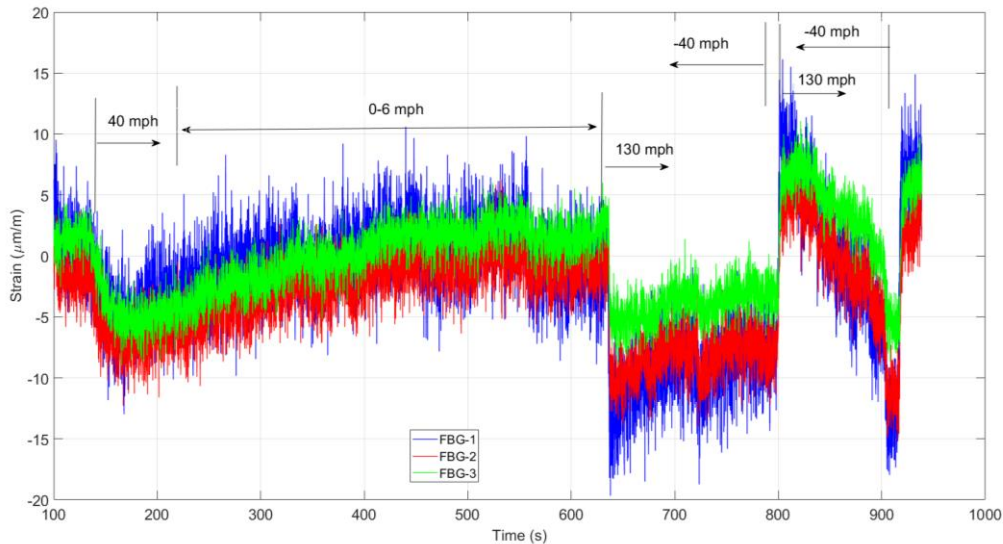 20
15
10
5
0
-5
-10
-15
-20
Strain (μm/m)
40 mph
0-6 mph
130 mph
-40 mph
-40 mph
130 mph
FBG-1
FBG-2
FBG-3
100 200 300 400 500 600 700 800 900 1000
Time (s)